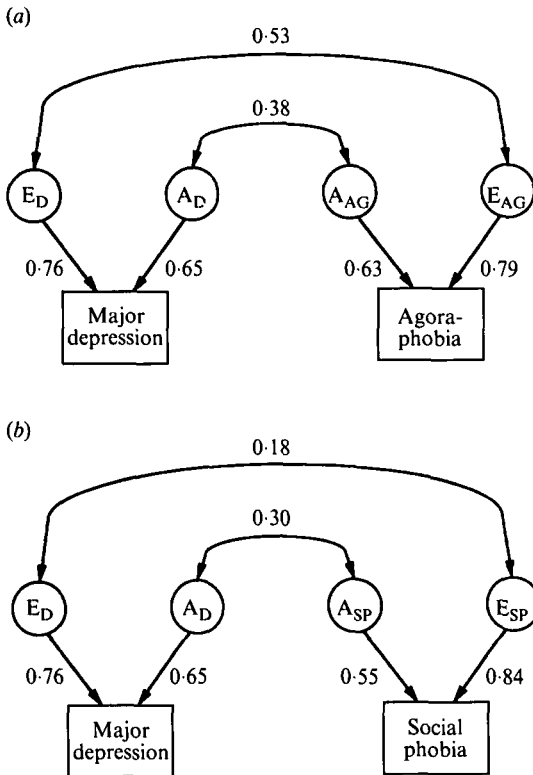 (a)
0·53
0·38
E_D A_D A_AG E_AG
0·76 0·65 0·63 0·79
Major
depression
Agora-
phobia
(b)
0·18
0·30
E_D A_D A_SP E_SP
0·76 0·65 0·55 0·84
Major
depression
Social
phobia